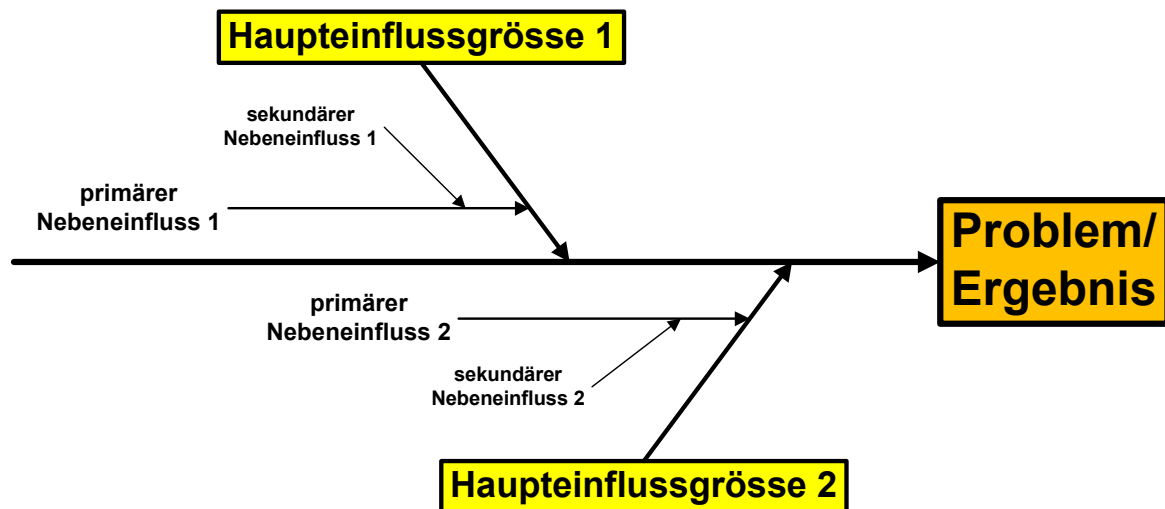 Haupteinflussgrösse 1
sekundärer
Nebeneinfluss 1
primärer
Nebeneinfluss 1
Problem/
Ergebnis
primärer
Nebeneinfluss 2
sekundärer
Nebeneinfluss 2
Haupteinflussgrösse 2